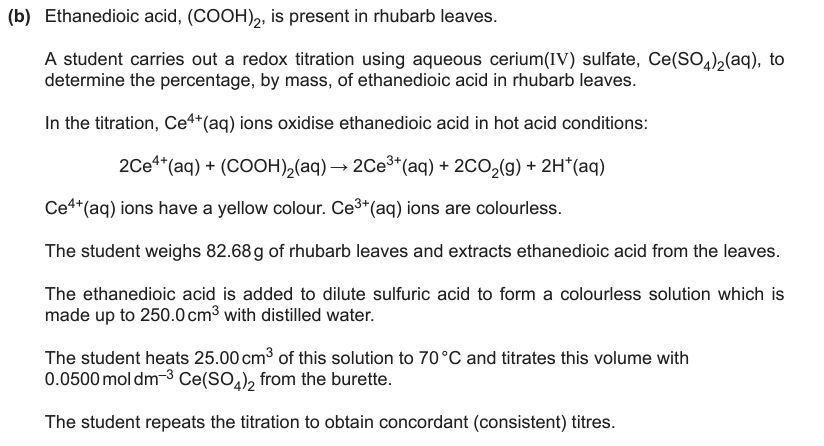 (b) Ethanedioic acid, (COOH)₂, is present in rhubarb leaves.
A student carries out a redox titration using aqueous cerium(IV) sulfate, Ce(SO₄)₂(aq), to
determine the percentage, by mass, of ethanedioic acid in rhubarb leaves.
In the titration, Ce⁴⁺(aq) ions oxidise ethanedioic acid in hot acid conditions:
2Ce⁴⁺(aq) + (COOH)₂(aq) → 2Ce³⁺(aq) + 2CO₂(g) + 2H⁺(aq)
Ce⁴⁺(aq) ions have a yellow colour. Ce³⁺(aq) ions are colourless.
The student weighs 82.68 g of rhubarb leaves and extracts ethanedioic acid from the leaves.
The ethanedioic acid is added to dilute sulfuric acid to form a colourless solution which is
made up to 250.0 cm³ with distilled water.
The student heats 25.00 cm³ of this solution to 70 °C and titrates this volume with
0.0500 mol dm⁻³ Ce(SO₄)₂ from the burette.
The student repeats the titration to obtain concordant (consistent) titres.